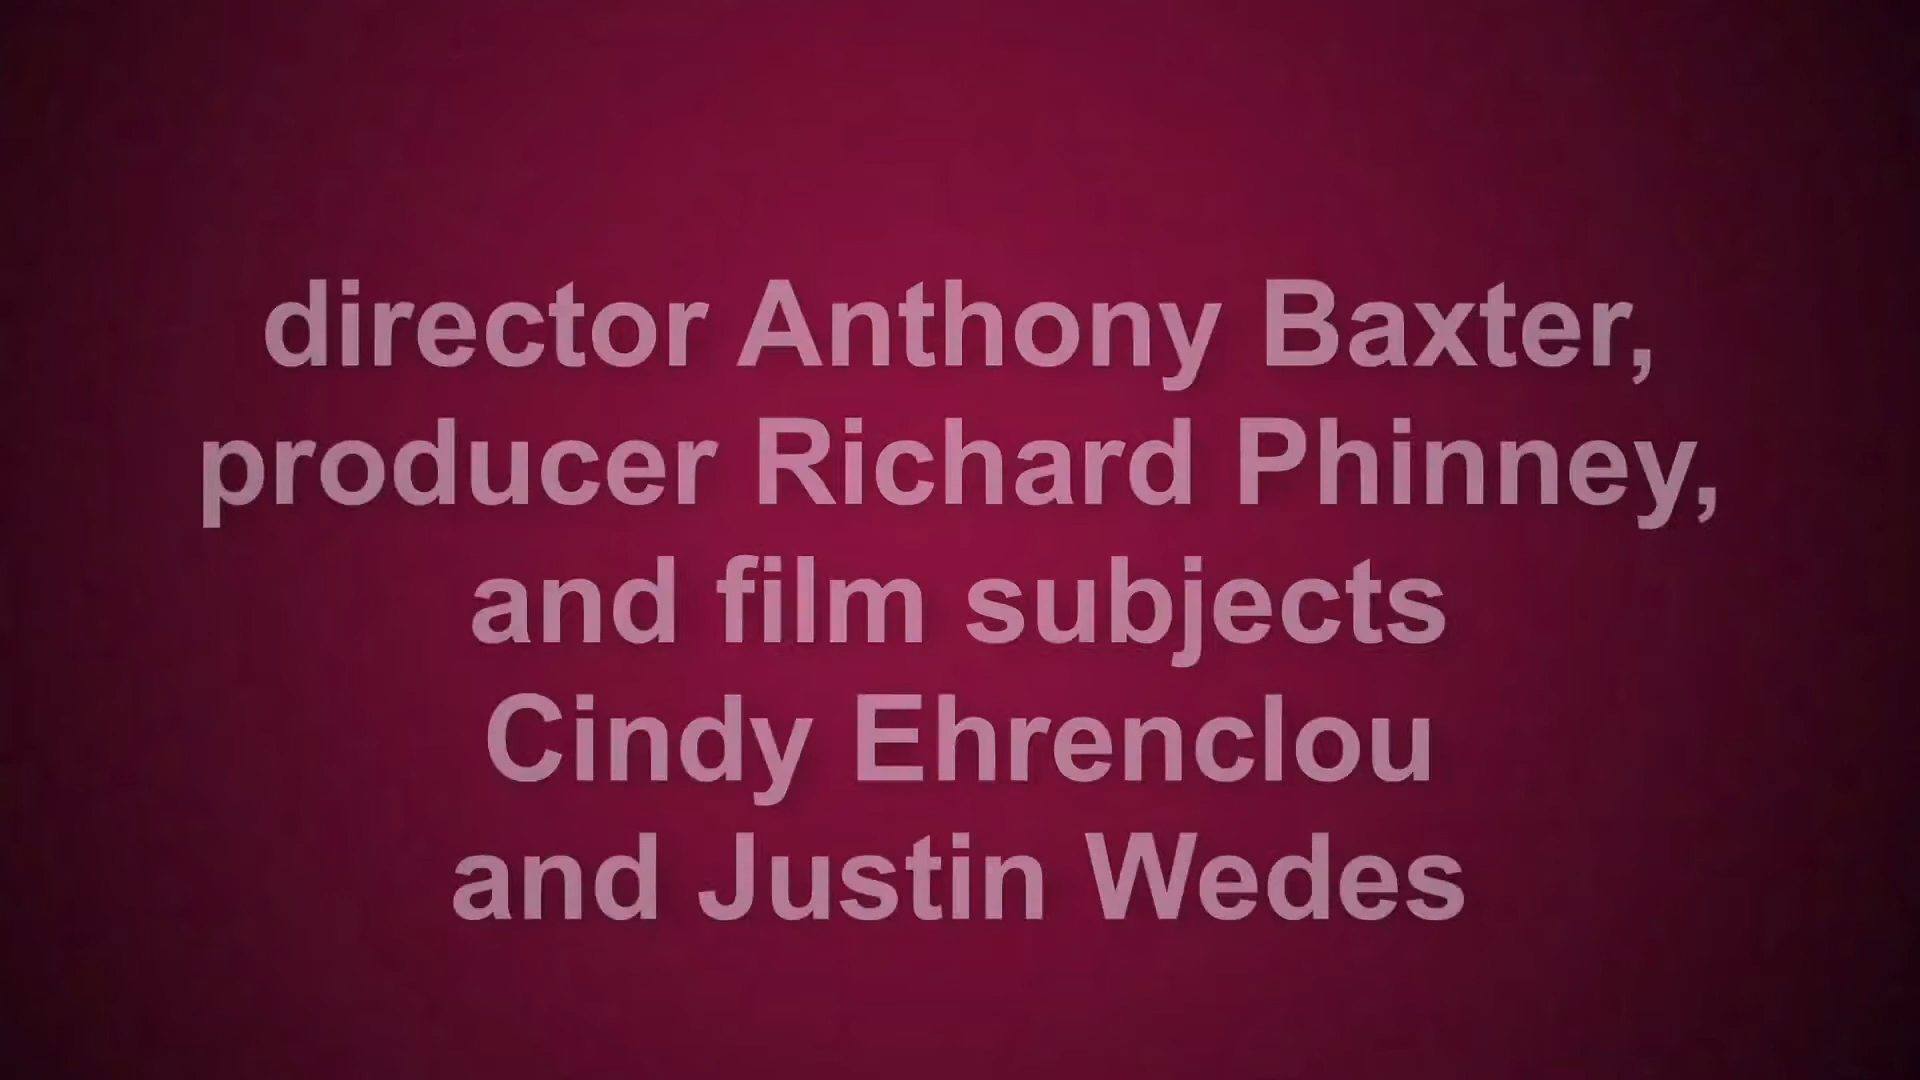 director Anthony Baxter,
producer Richard Phinney,
and film subjects
Cindy Ehrenclou
and Justin Wedes